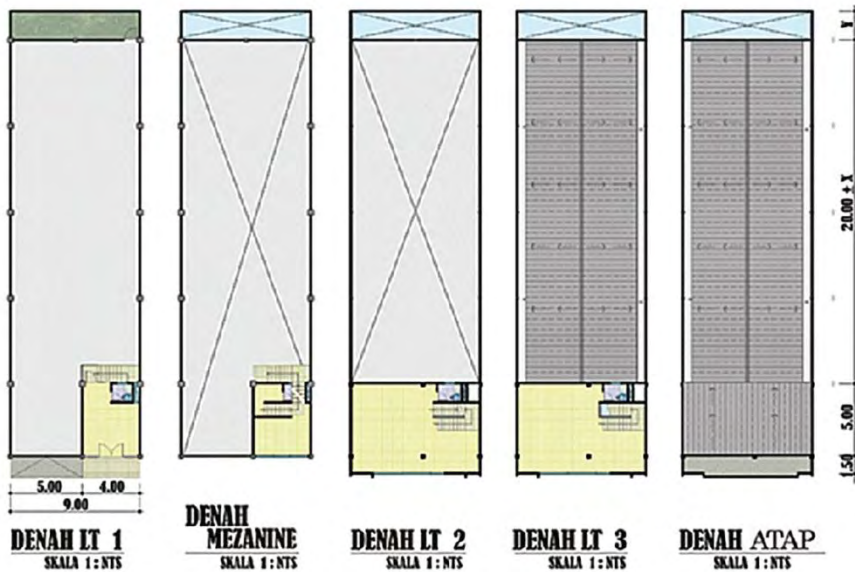 Y
20.00 ± X
5.00
1.50
5.00 4.00
9.00
DENAH LT 1
SKALA 1 : NTS
DENAH
MEZANINE
SKALA 1 : NTS
DENAH LT 2
SKALA 1 : NTS
DENAH LT 3
SKALA 1 : NTS
DENAH ATAP
SKALA 1 : NTS